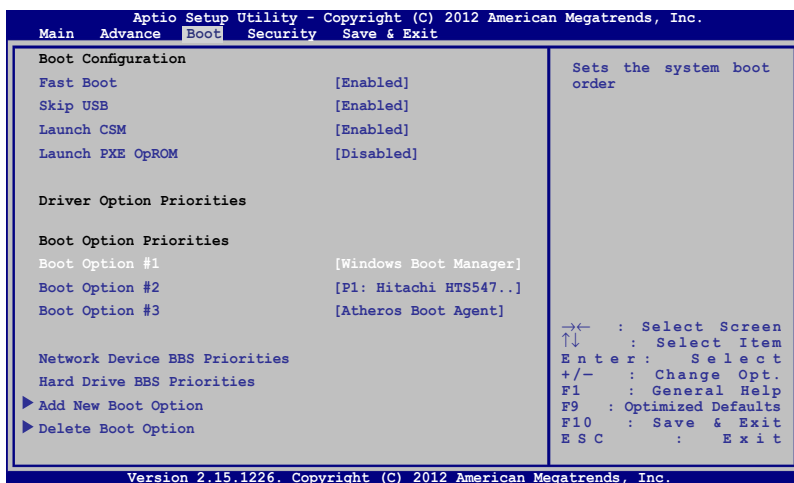 Aptio Setup Utility - Copyright (C) 2012 American Megatrends, Inc.
Main Advance Boot Security Save & Exit
Boot Configuration
Fast Boot [Enabled]
Skip USB [Enabled]
Launch CSM [Enabled]
Launch PXE OpROM [Disabled]
Driver Option Priorities
Boot Option Priorities
Boot Option #1 [Windows Boot Manager]
Boot Option #2 [P1: Hitachi HTS547..]
Boot Option #3 [Atheros Boot Agent]
Network Device BBS Priorities
Hard Drive BBS Priorities
Add New Boot Option
Delete Boot Option
Sets the system boot
order
→← : Select Screen
↑↓ : Select Item
Enter: Select
+/— : Change Opt.
F1 : General Help
F9 : Optimized Defaults
F10 : Save & Exit
ESC : Exit
Version 2.15.1226. Copyright (C) 2012 American Megatrends, Inc.